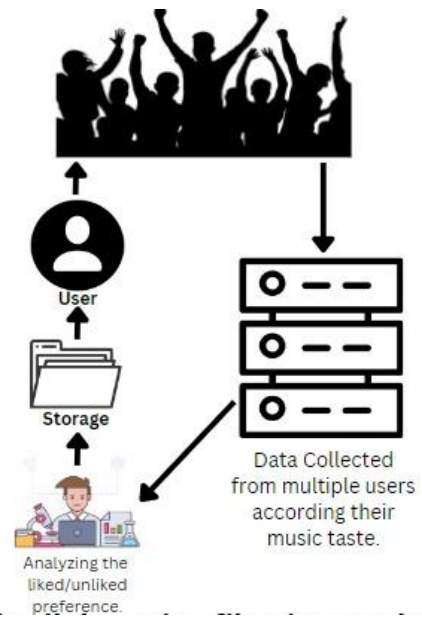 User
Storage
Data Collected
from multiple users
according their
music taste.
Analyzing the
liked/unliked
preference.